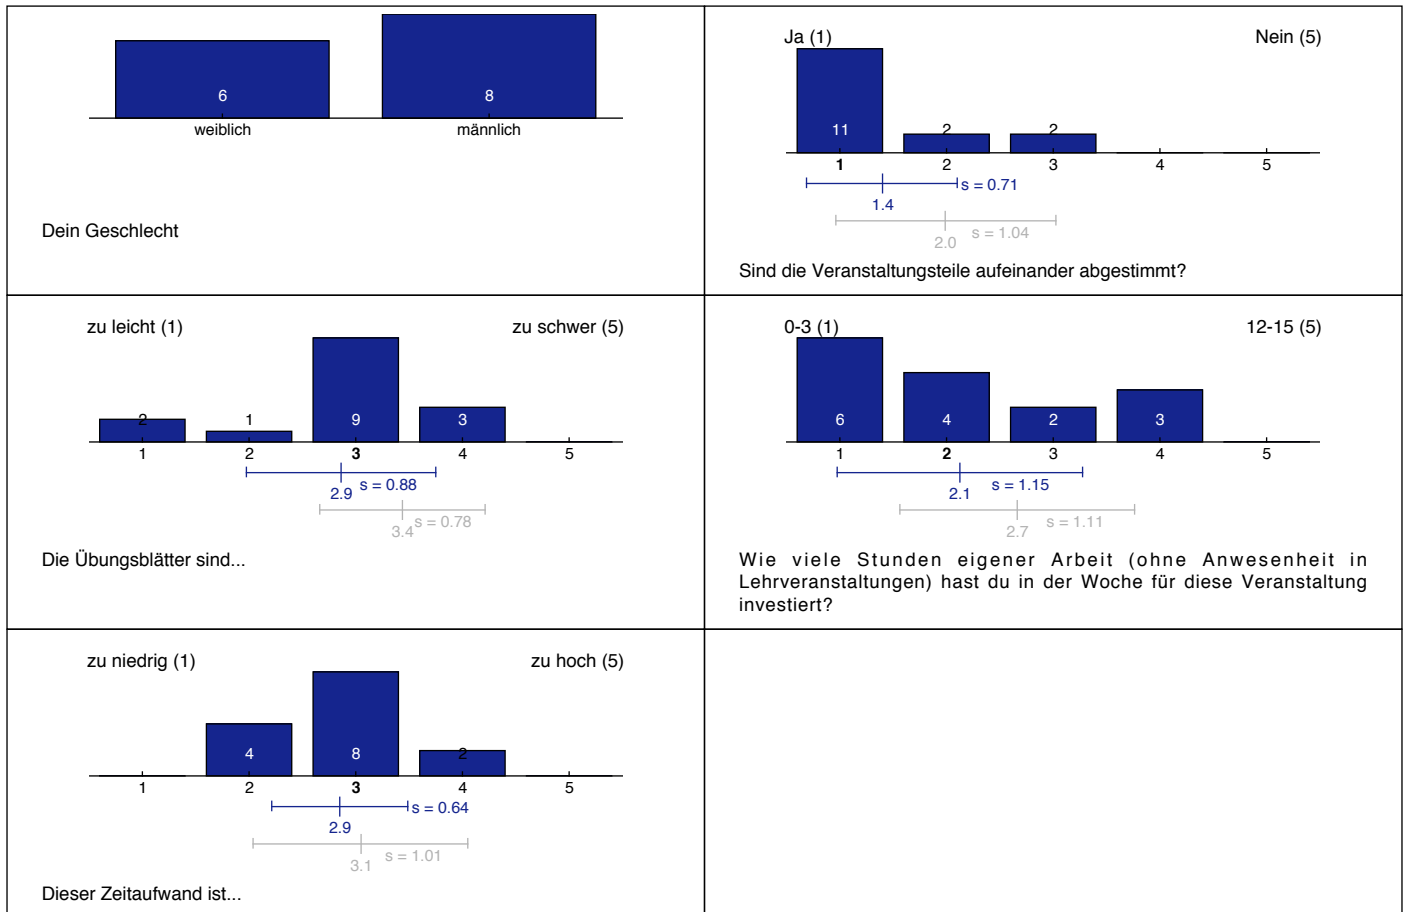 6
8
weiblich
männlich
Dein Geschlecht
Ja (1)
Nein (5)
11
2
2
1
2
3
4
5
s = 0.71
1.4
s = 1.04
2.0
Sind die Veranstaltungsteile aufeinander abgestimmt?
zu leicht (1)
zu schwer (5)
2
1
9
3
1
2
3
4
5
s = 0.88
2.9
s = 0.78
3.4
Die Übungsblätter sind...
0-3 (1)
12-15 (5)
6
4
2
3
1
2
3
4
5
s = 1.15
2.1
s = 1.11
2.7
Wie viele Stunden eigener Arbeit (ohne Anwesenheit in
Lehrveranstaltungen) hast du in der Woche für diese Veranstaltung
investiert?
zu niedrig (1)
zu hoch (5)
4
8
2
1
2
3
4
5
s = 0.64
2.9
s = 1.01
3.1
Dieser Zeitaufwand ist...